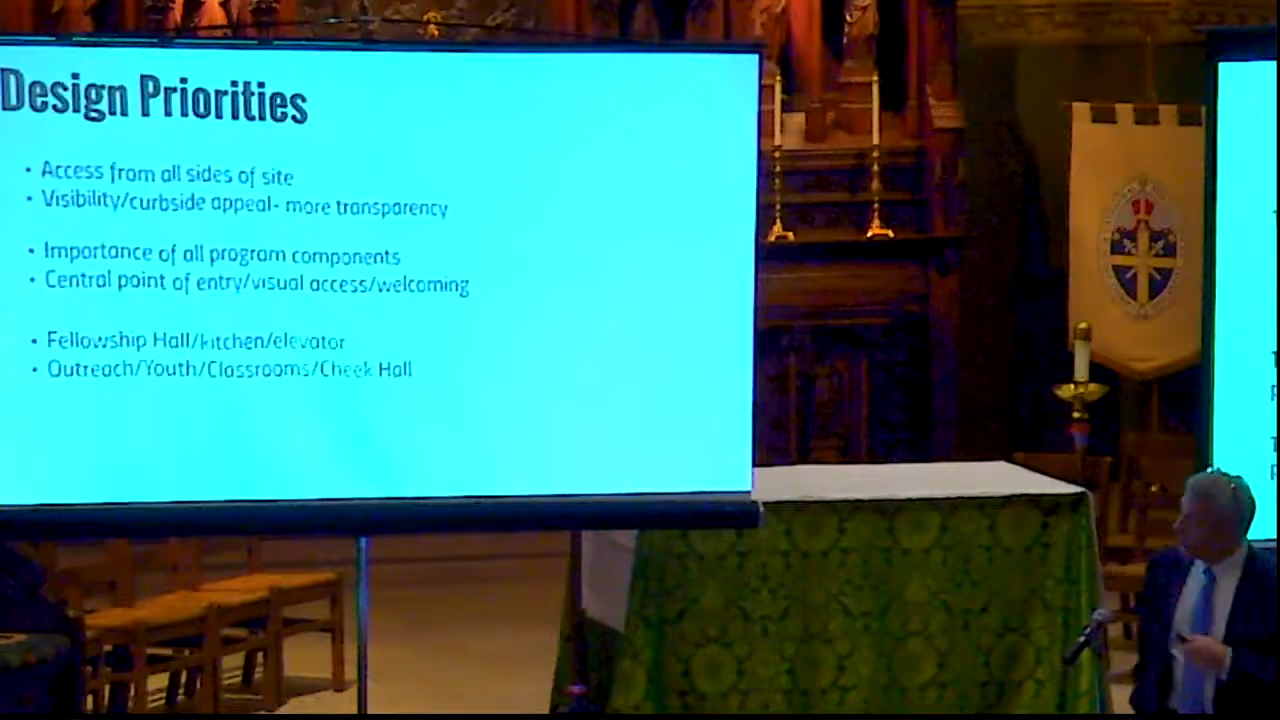 Design Priorities
• Access from all sides of site
• Visibility/curbside appeal- more transparency
• Importance of all program components
• Central point of entry/visual access/welcoming
• Fellowship Hall/kitchen/elevator
• Outreach/Youth/Classrooms/Cheek Hall